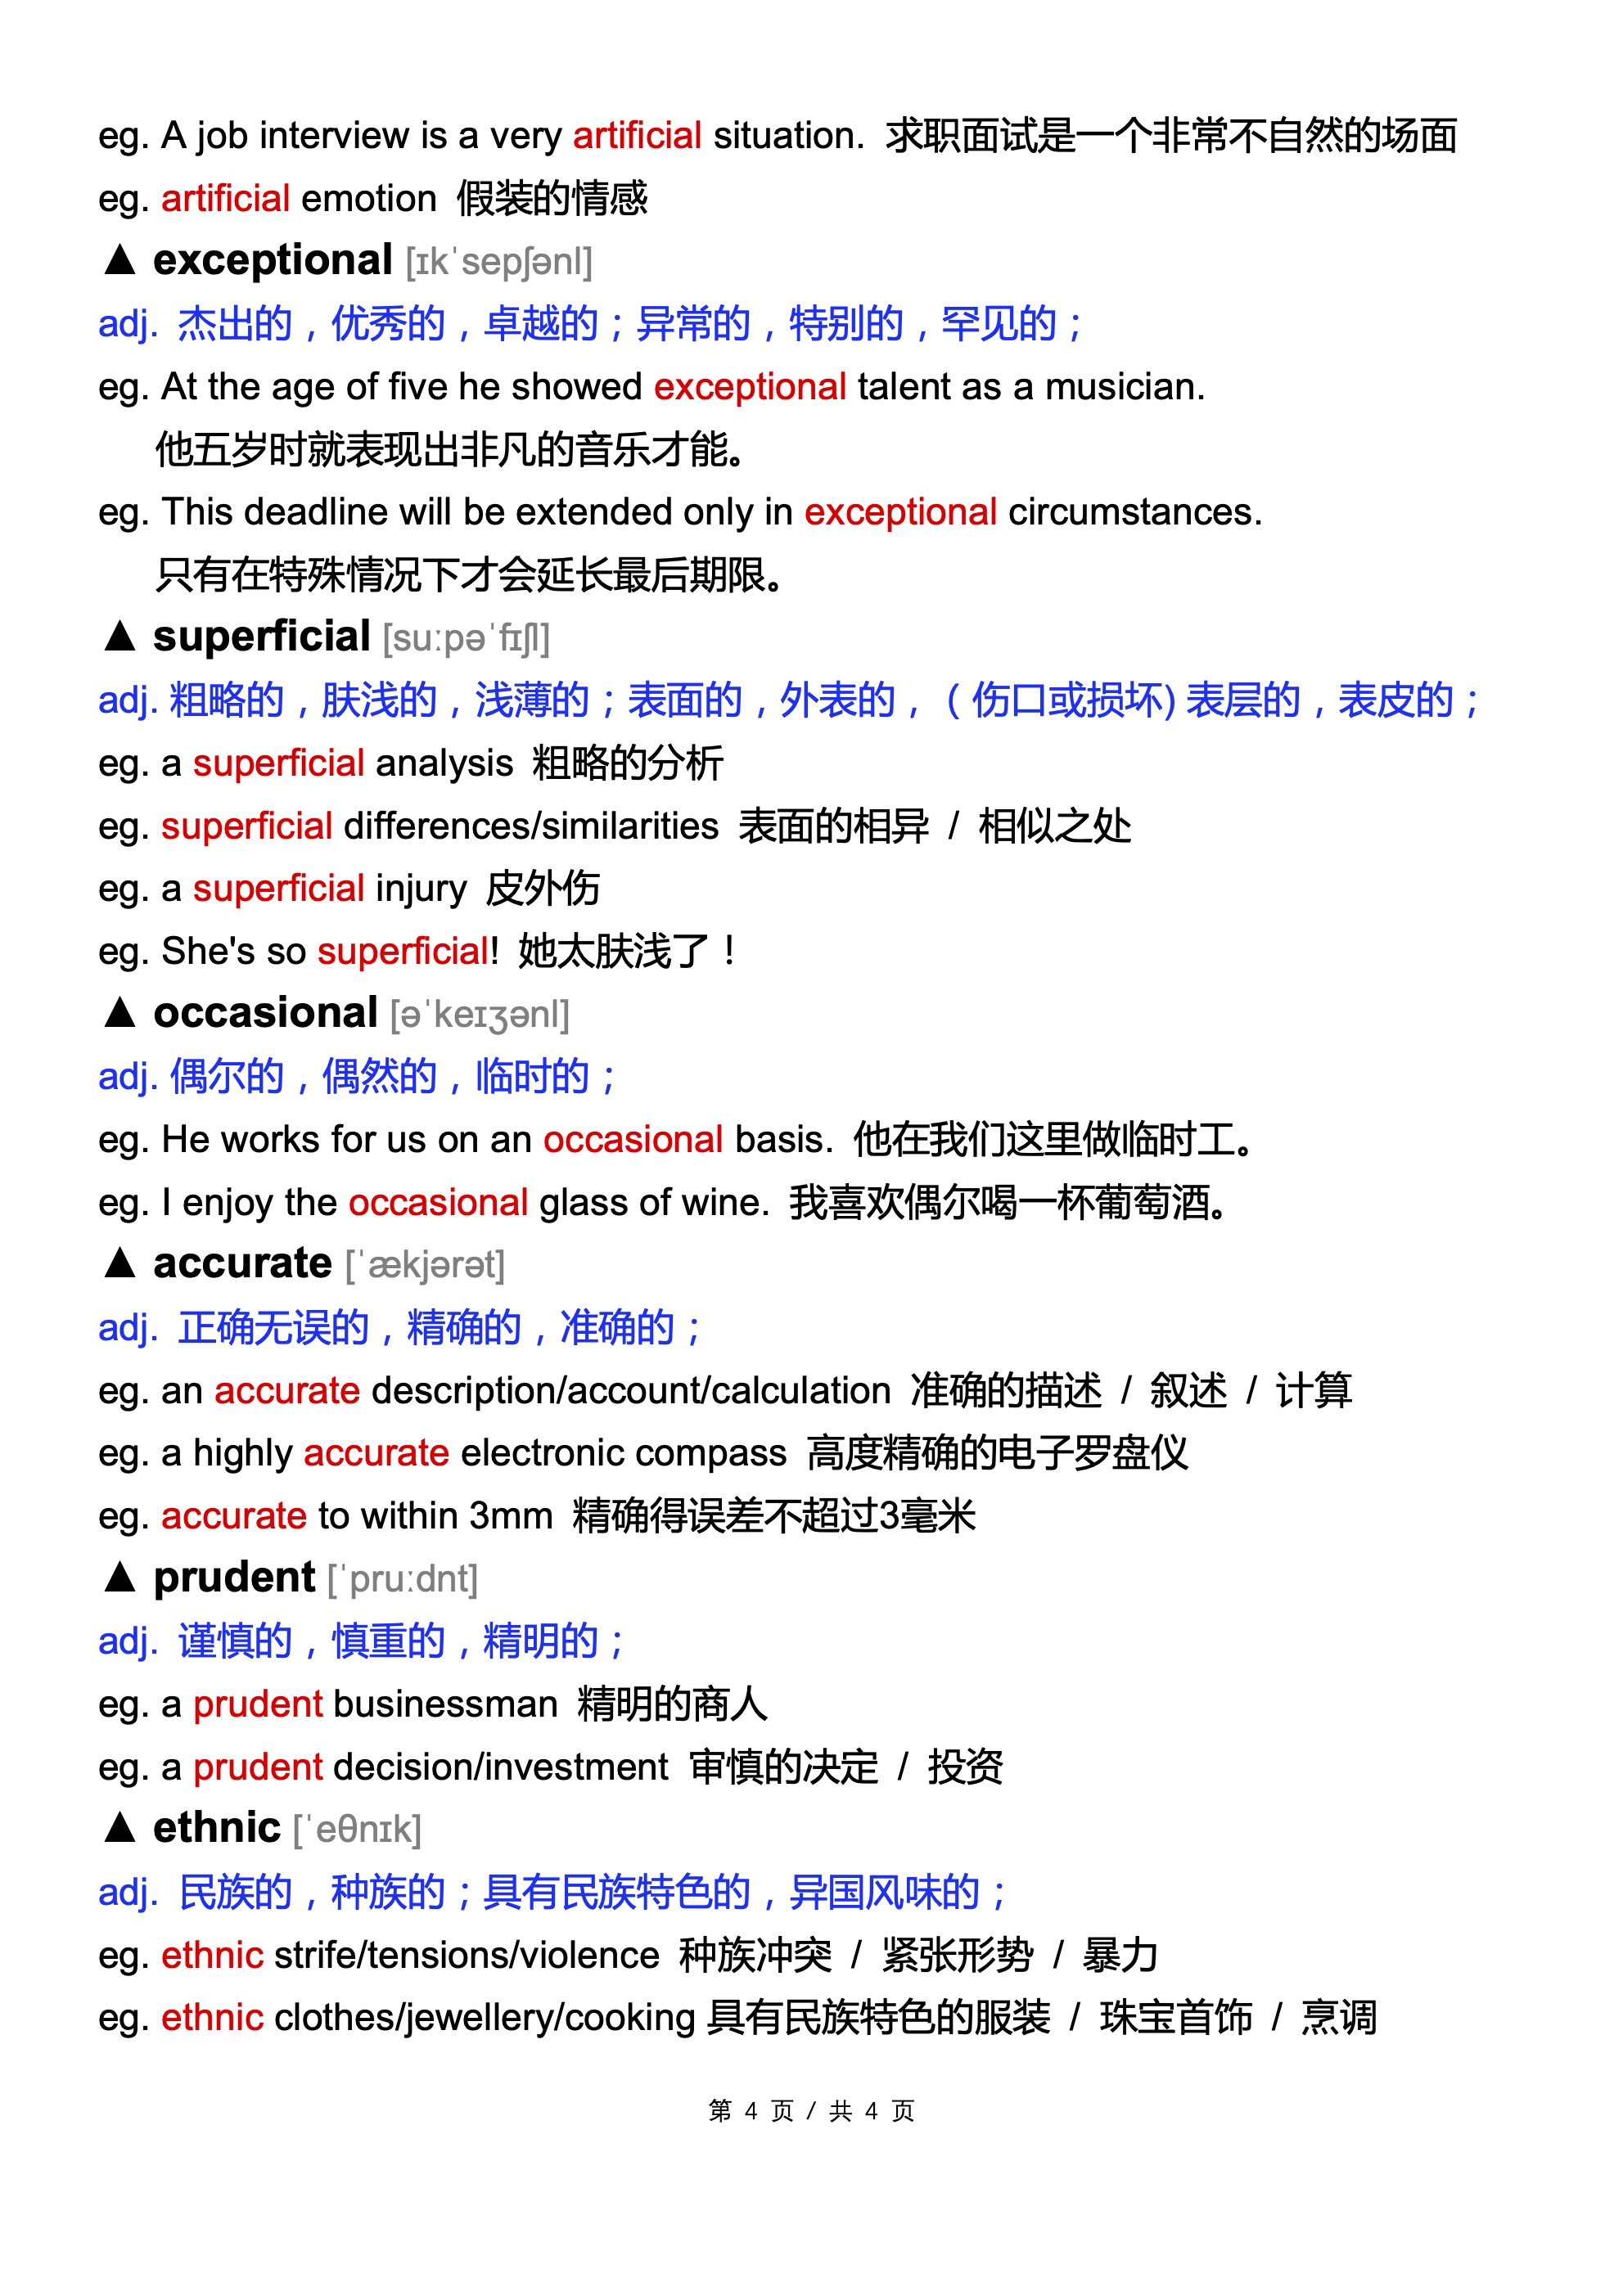 eg. A job interview is a very artificial situation. 求职面试是一个非常不自然的场面
eg. artificial emotion 假装的情感
▲ exceptional [ɪkˈsepʃənl]
adj. 杰出的，优秀的，卓越的；异常的，特别的，罕见的；
eg. At the age of five he showed exceptional talent as a musician.
他五岁时就表现出非凡的音乐才能。
eg. This deadline will be extended only in exceptional circumstances.
只有在特殊情况下才会延长最后期限。
▲ superficial [suːpəˈfɪʃl]
adj. 粗略的，肤浅的，浅薄的；表面的，外表的，（伤口或损坏) 表层的，表皮的；
eg. a superficial analysis 粗略的分析
eg. superficial differences/similarities 表面的相异 / 相似之处
eg. a superficial injury 皮外伤
eg. She's so superficial! 她太肤浅了！
▲ occasional [əˈkeɪʒənl]
adj. 偶尔的，偶然的，临时的；
eg. He works for us on an occasional basis. 他在我们这里做临时工。
eg. I enjoy the occasional glass of wine. 我喜欢偶尔喝一杯葡萄酒。
▲ accurate [ˈækjərət]
adj. 正确无误的，精确的，准确的；
eg. an accurate description/account/calculation 准确的描述 / 叙述 / 计算
eg. a highly accurate electronic compass 高度精确的电子罗盘仪
eg. accurate to within 3mm 精确得误差不超过3毫米
▲ prudent [ˈpruːdnt]
adj. 谨慎的，慎重的，精明的；
eg. a prudent businessman 精明的商人
eg. a prudent decision/investment 审慎的决定 / 投资
▲ ethnic [ˈeθnɪk]
adj. 民族的，种族的；具有民族特色的，异国风味的；
eg. ethnic strife/tensions/violence 种族冲突 / 紧张形势 / 暴力
eg. ethnic clothes/jewellery/cooking 具有民族特色的服装 / 珠宝首饰 / 烹调
第 4 页 / 共 4 页